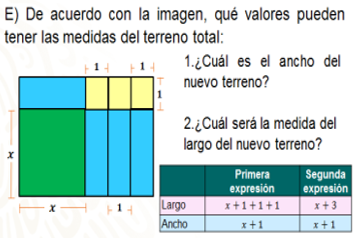 E) De acuerdo con la imagen, qué valores pueden
tener las medidas del terreno total:
1 1
1.¿Cuál es el ancho del
nuevo terreno?
1
2.¿Cuál será la medida del
largo del nuevo terreno?
x
x 1
Primera expresión Segunda expresión
Largo x + 1 + 1 + 1 x + 3
Ancho x + 1 x + 1